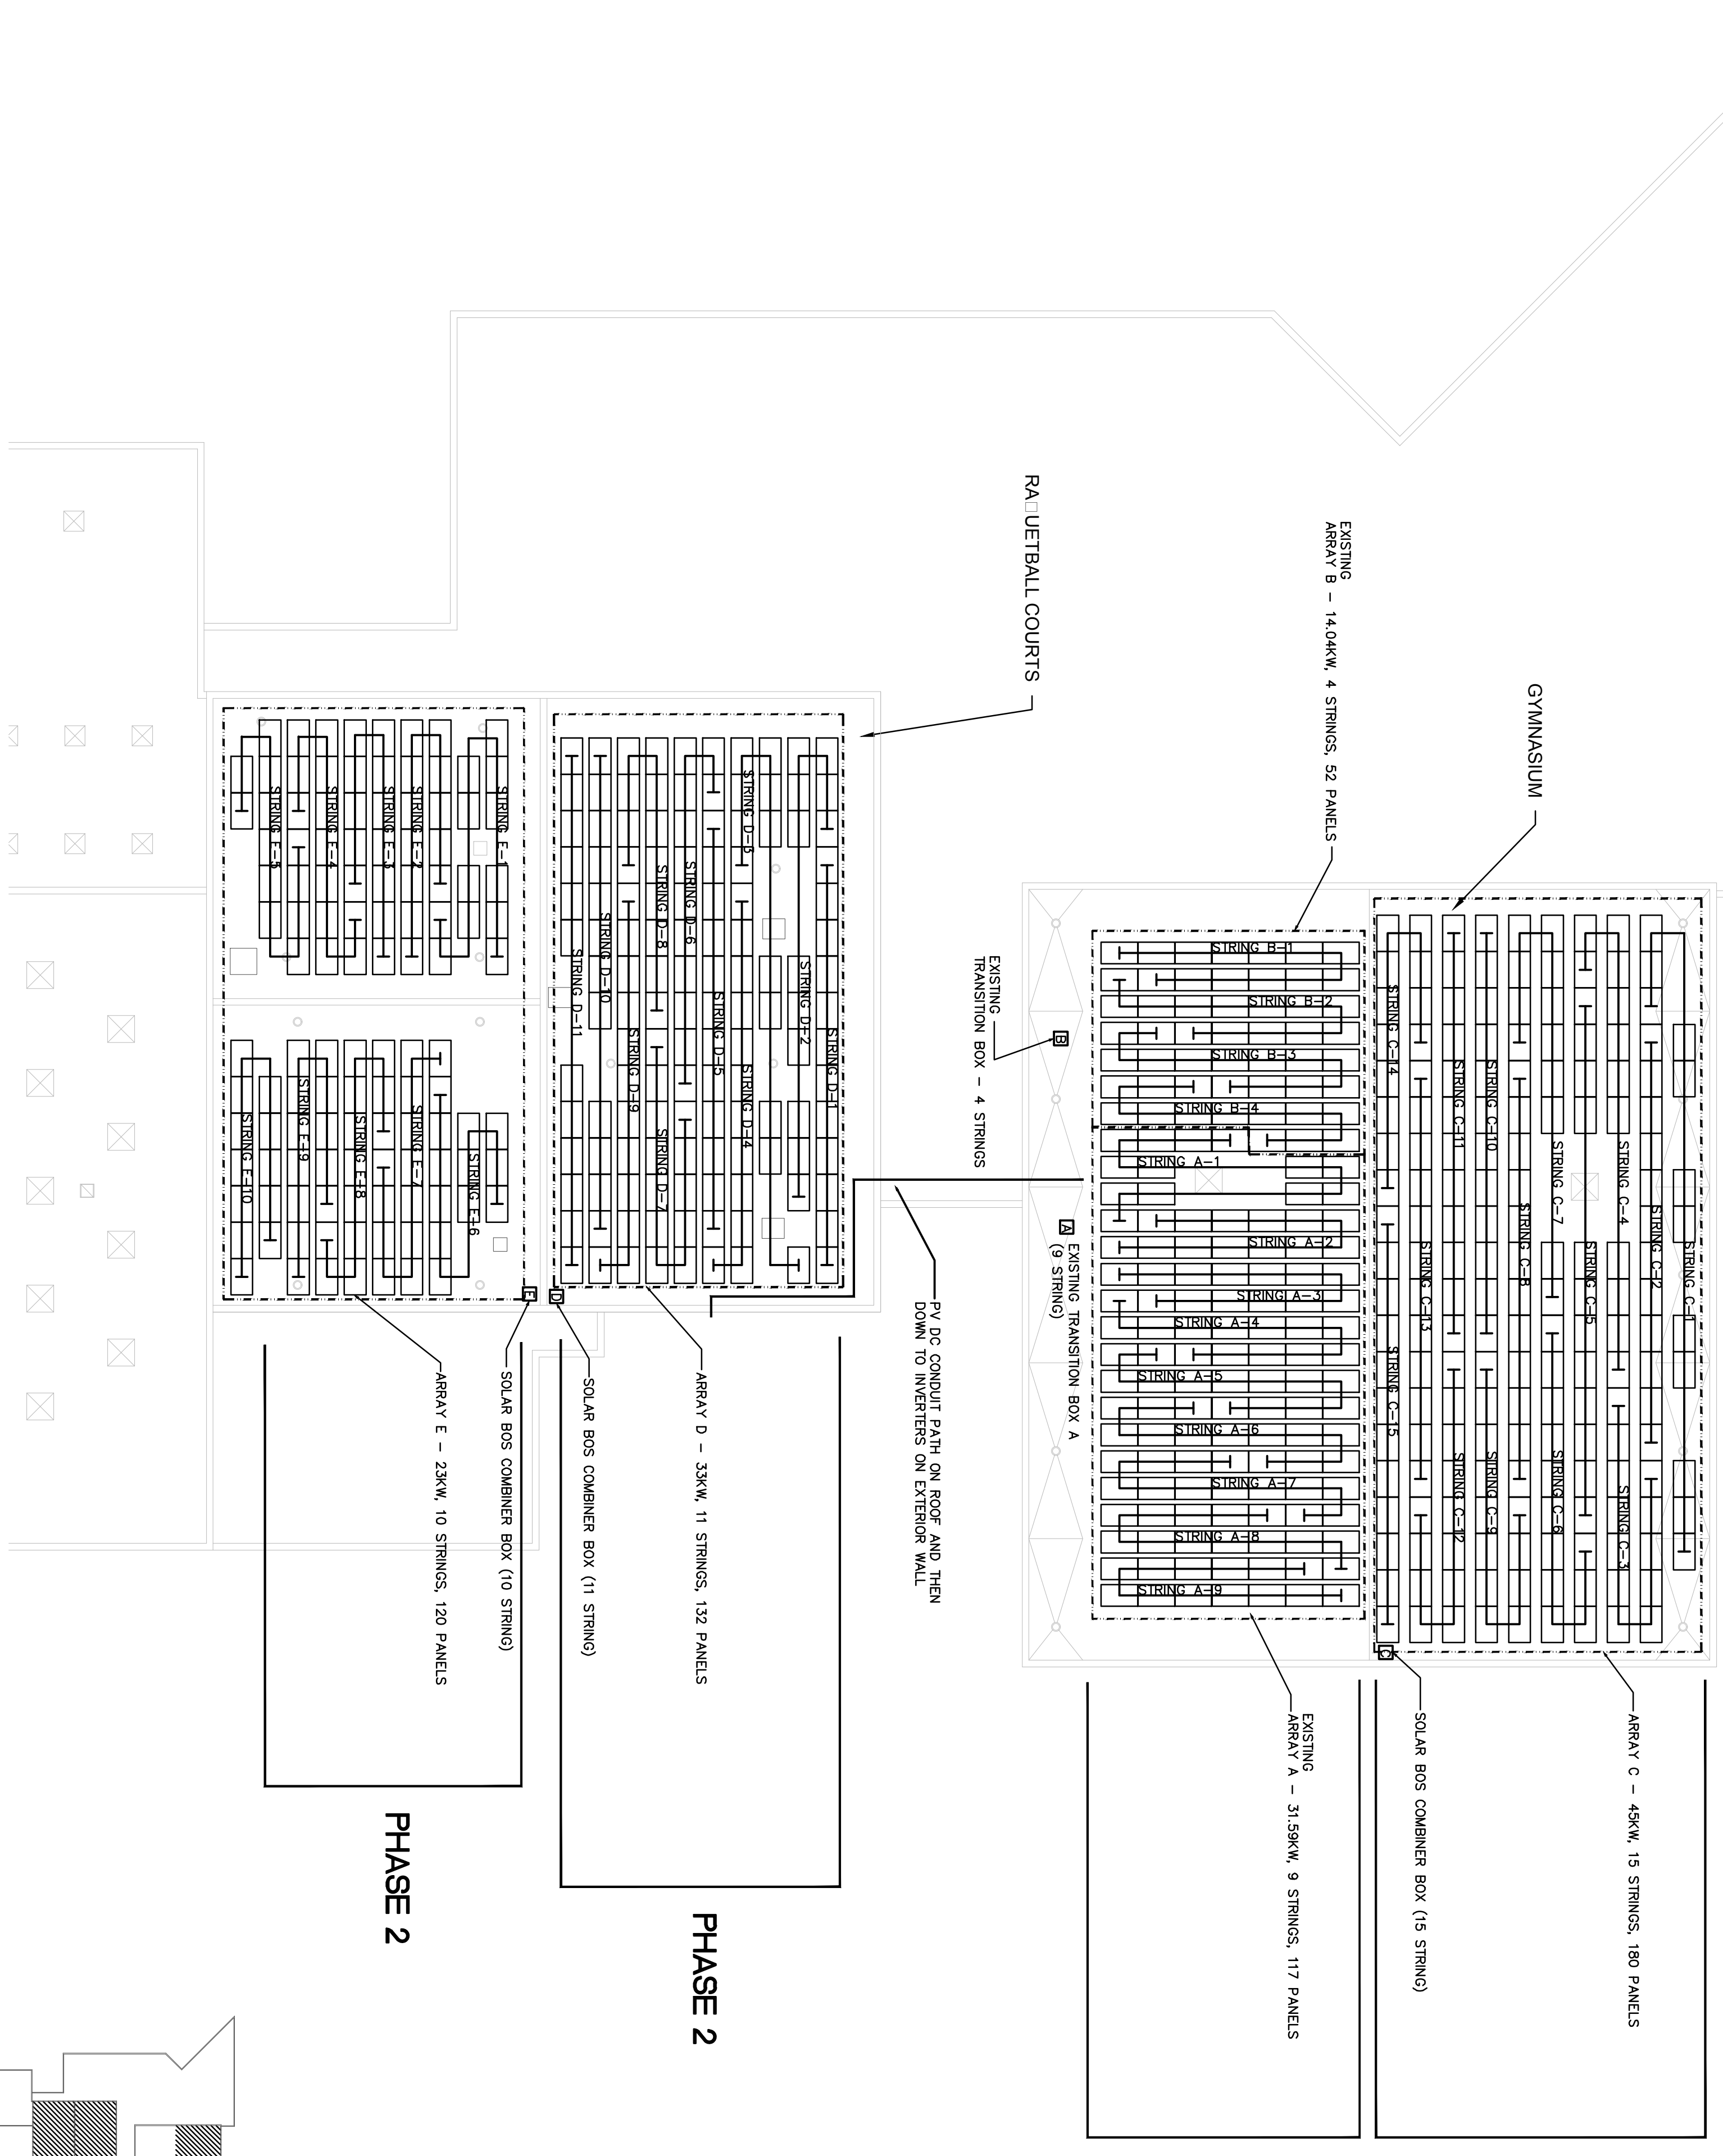 GYMNASIUM
EXISTING
ARRAY B – 14.04KW, 4 STRINGS, 52 PANELS
RA□UETBALL COURTS
EXISTING
TRANSITION BOX – 4 STRINGS
B
A
EXISTING TRANSITION BOX A
(9 STRING)
PV DC CONDUIT PATH ON ROOF AND THEN
DOWN TO INVERTERS ON EXTERIOR WALL
STRING C-1
STRING C-2
STRING C-3
STRING C-4
STRING C-5
STRING C-6
STRING C-7
STRING C-8
STRING C-9
STRING C-10
STRING C-11
STRING C-12
STRING C-13
STRING C-14
STRING C-15
C
STRING B-1
STRING B-2
STRING B-3
STRING B-4
STRING A-1
STRING A-2
STRING A-3
STRING A-4
STRING A-5
STRING A-6
STRING A-7
STRING A-8
STRING A-9
STRING D-1
STRING D-2
STRING D-3
STRING D-4
STRING D-5
STRING D-6
STRING D-7
STRING D-8
STRING D-9
STRING D-10
STRING D-11
D
STRING E-1
STRING E-2
STRING E-3
STRING E-4
STRING E-5
STRING E-6
STRING E-7
STRING E-8
STRING E-9
STRING E-10
E
ARRAY C – 45KW, 15 STRINGS, 180 PANELS
SOLAR BOS COMBINER BOX (15 STRING)
EXISTING
ARRAY A – 31.59KW, 9 STRINGS, 117 PANELS
ARRAY D – 33KW, 11 STRINGS, 132 PANELS
SOLAR BOS COMBINER BOX (11 STRING)
SOLAR BOS COMBINER BOX (10 STRING)
ARRAY E – 23KW, 10 STRINGS, 120 PANELS
PHASE 2
PHASE 2